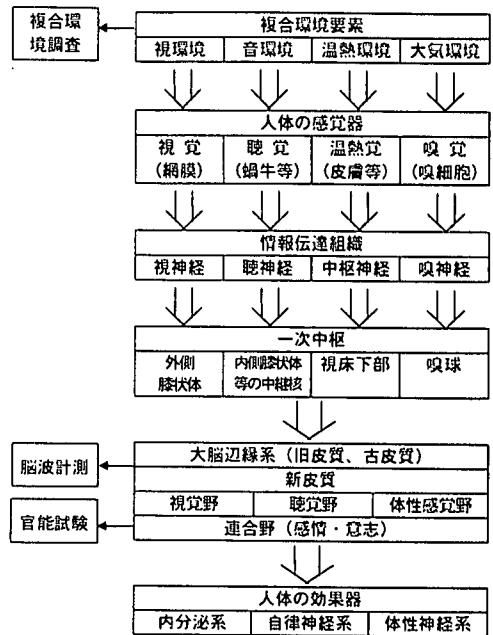 複合環
境調査
複合環境要素
視環境 音環境 温熱環境 大気環境
人体の感覚器
視覚 聴覚 温熱覚 嗅覚
(網膜) (蝸牛等) (皮膚等) (嗅細胞)
情報伝達組織
視神経 聴神経 中枢神経 嗅神経
一次中枢
外側 内側膝状体 視床下部 嗅球
膝状体 等の中継核
脳波計測
大脳辺縁系(旧皮質、古皮質)
新皮質
視覚野 聴覚野 体性感覚野
官能試験
連合野(感情・意志)
人体の効果器
内分泌系 自律神経系 体性神経系